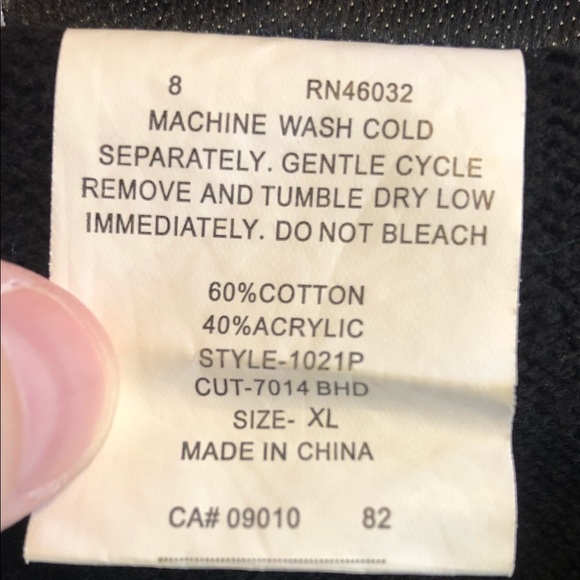 8 RN46032
MACHINE WASH COLD
SEPARATELY. GENTLE CYCLE
REMOVE AND TUMBLE DRY LOW
IMMEDIATELY. DO NOT BLEACH
60%COTTON
40%ACRYLIC
STYLE-1021P
CUT-7014 BHD
SIZE- XL
MADE IN CHINA
CA# 09010 82